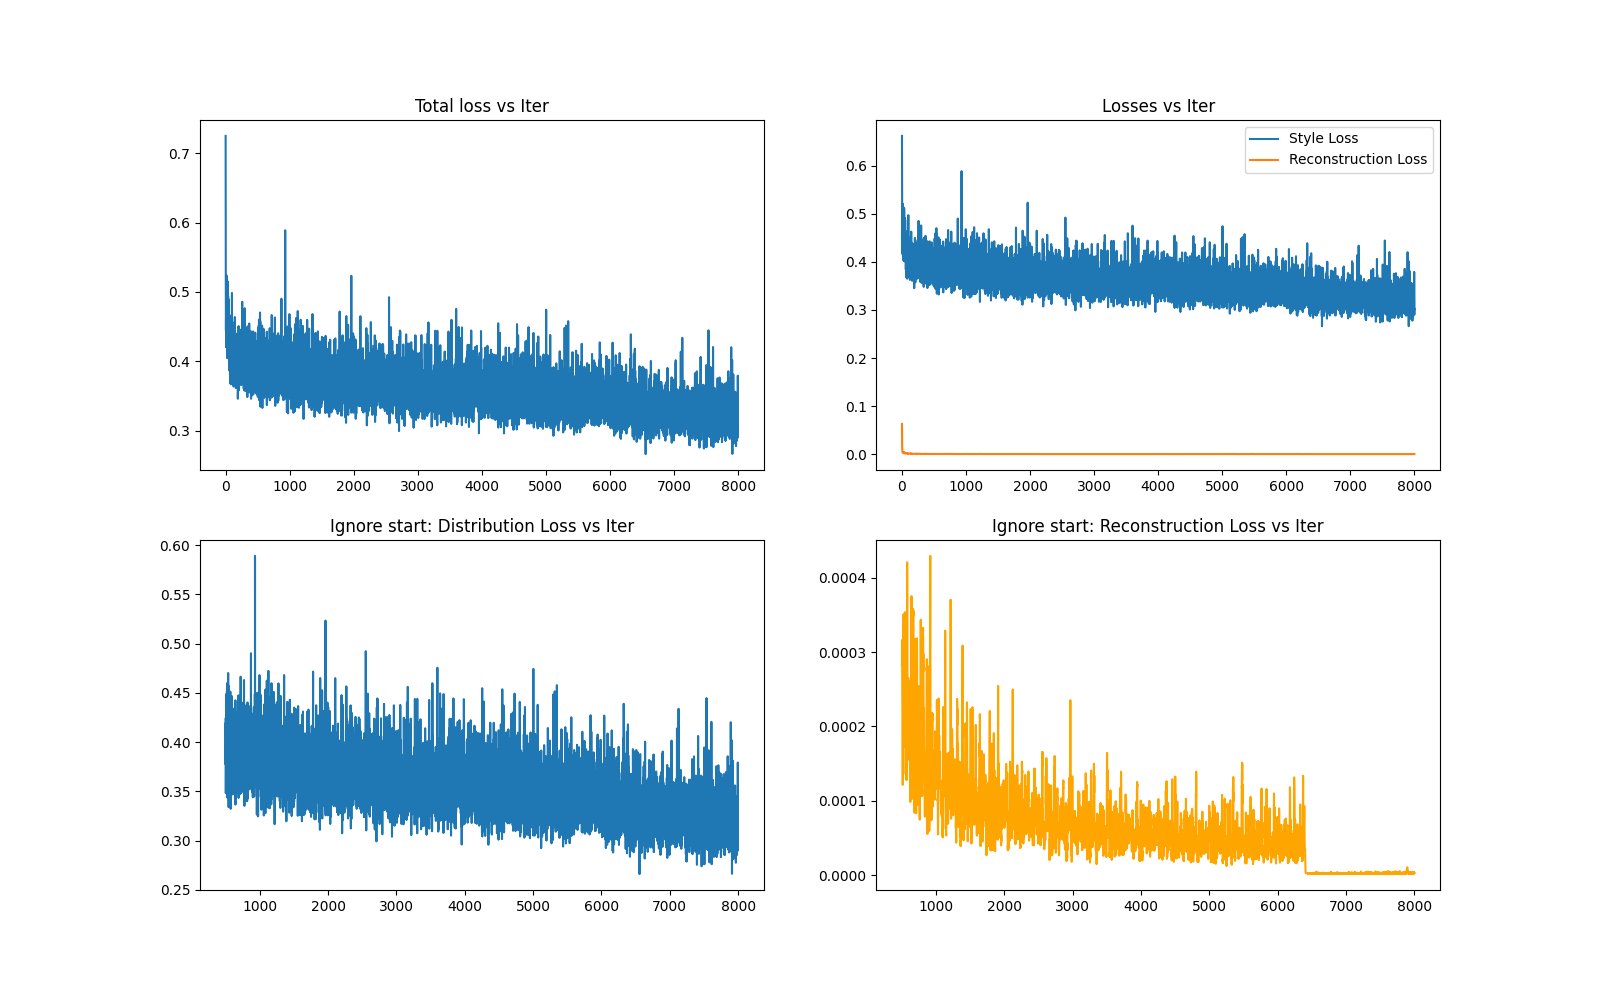 Total loss vs Iter
0.7
0.6
0.5
0.4
0.3
0 1000 2000 3000 4000 5000 6000 7000 8000
Losses vs Iter
Style Loss
Reconstruction Loss
0.6
0.5
0.4
0.3
0.2
0.1
0.0
0 1000 2000 3000 4000 5000 6000 7000 8000
Ignore start: Distribution Loss vs Iter
0.60
0.55
0.50
0.45
0.40
0.35
0.30
0.25
1000 2000 3000 4000 5000 6000 7000 8000
Ignore start: Reconstruction Loss vs Iter
0.0004
0.0003
0.0002
0.0001
0.0000
1000 2000 3000 4000 5000 6000 7000 8000